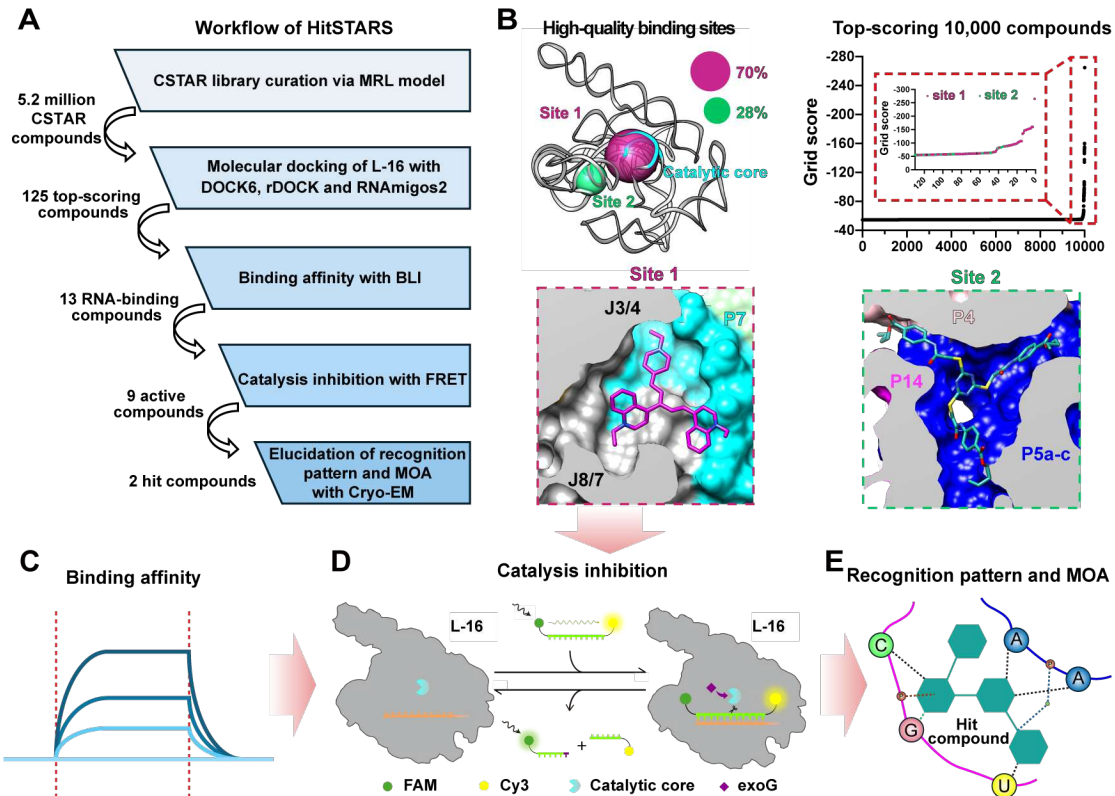 A
Workflow of HitSTARS
CSTAR library curation via MRL model
5.2 million
CSTAR
compounds
Molecular docking of L-16 with
DOCK6, rDOCK and RNAmigos2
125 top-scoring
compounds
Binding affinity with BLI
13 RNA-binding
compounds
Catalysis inhibition with FRET
9 active
compounds
Elucidation of recognition
pattern and MOA
with Cryo-EM
2 hit compounds
B
High-quality binding sites
70%
28%
Site 1
Catalytic core
Site 2
Top-scoring 10,000 compounds
Grid score
-280
-240
-200
-160
-120
-80
-40
0
2000
4000
6000
8000
10000
Grid score
-300
-250
-200
-150
-100
-50
0
site 1
site 2
120
100
80
60
40
20
0
Site 1
J3/4
P7
J8/7
Site 2
P4
P14
P5a-c
C
Binding affinity
D
Catalysis inhibition
L-16
L-16
+
FAM
Cy3
Catalytic core
exoG
E
Recognition pattern and MOA
C
A
P
A
P
G
Hit
compound
U